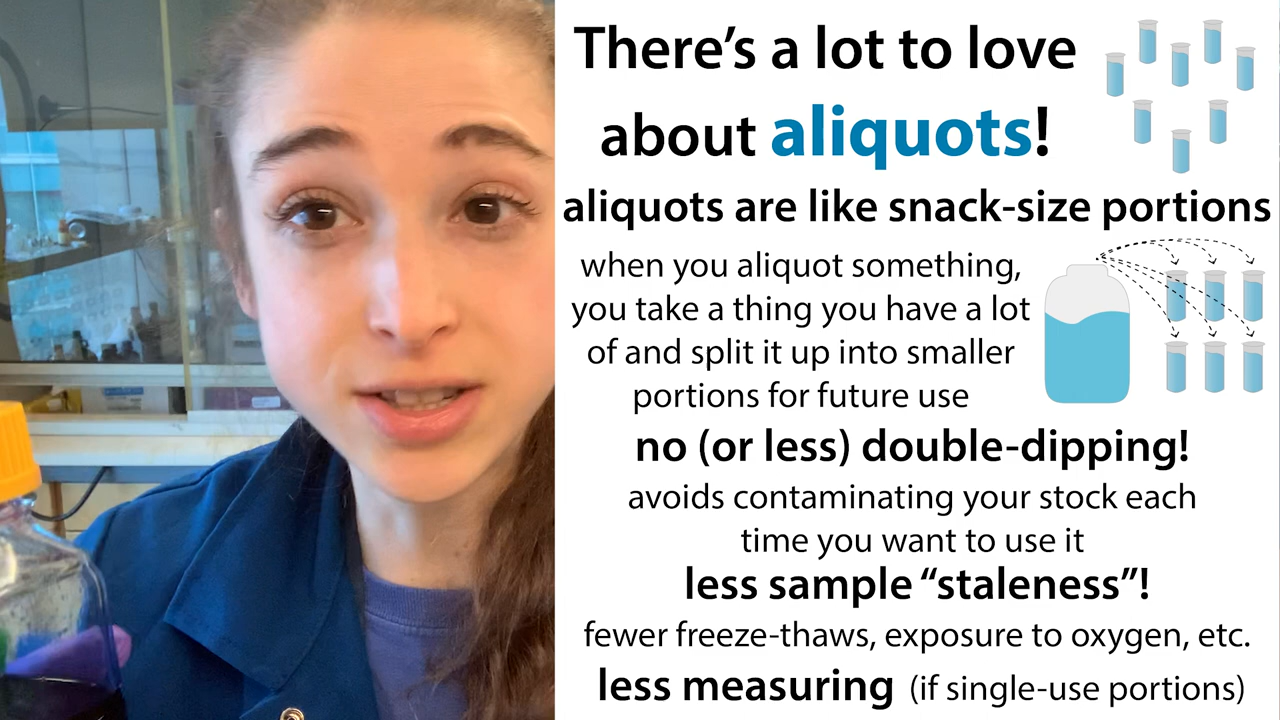 There’s a lot to love
about aliquots!
aliquots are like snack-size portions
when you aliquot something,
you take a thing you have a lot
of and split it up into smaller
portions for future use
no (or less) double-dipping!
avoids contaminating your stock each
time you want to use it
less sample “staleness”!
fewer freeze-thaws, exposure to oxygen, etc.
less measuring (if single-use portions)